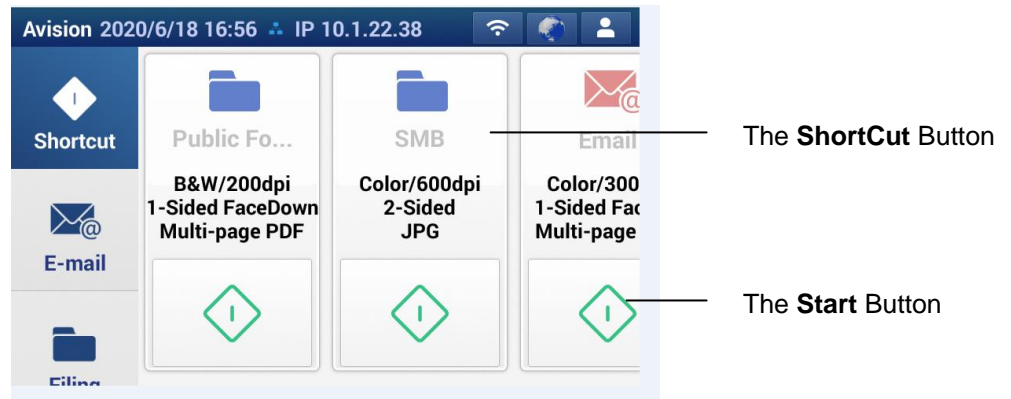 Avision 2020/6/18 16:56 IP 10.1.22.38
Shortcut
E-mail
Filing
Public Fo...
B&W/200dpi
1-Sided FaceDown
Multi-page PDF
SMB
Color/600dpi
2-Sided
JPG
Email
Color/300
1-Sided Fac
Multi-page
The ShortCut Button
The Start Button